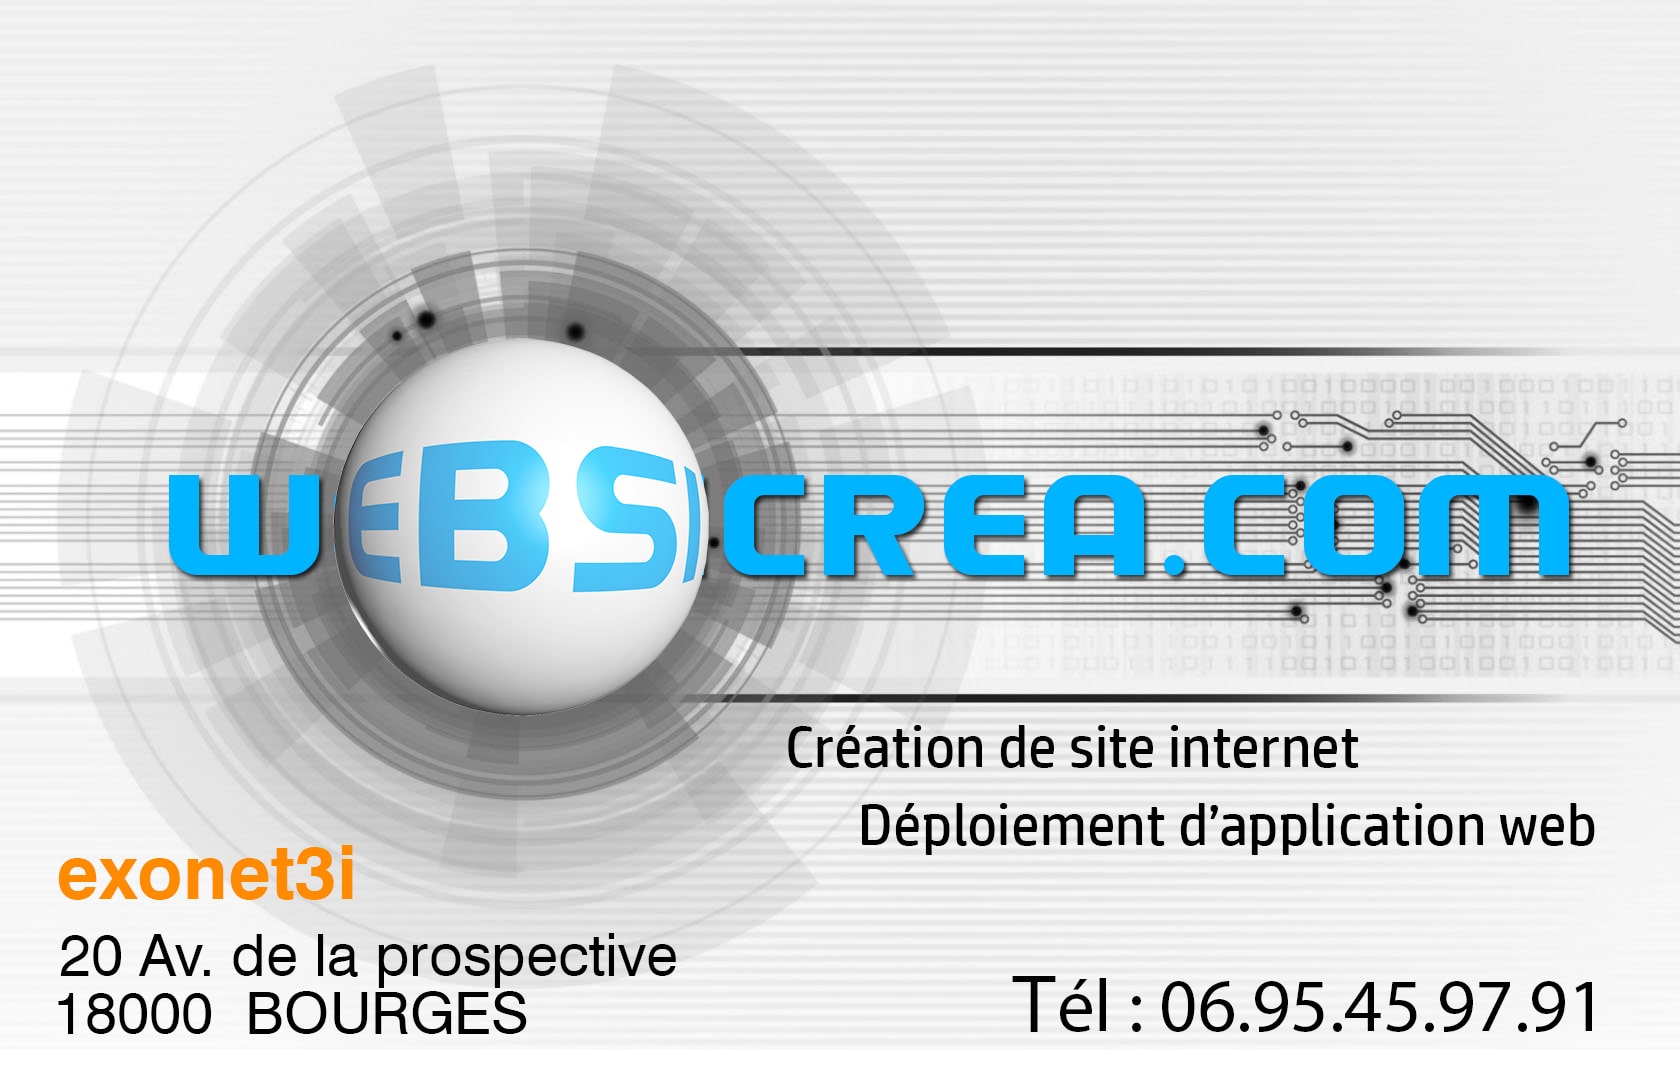 WEBSICREA.COM
Création de site internet
Déploiement d’application web
exonet3i
20 Av. de la prospective
18000 BOURGES
Tél : 06.95.45.97.91